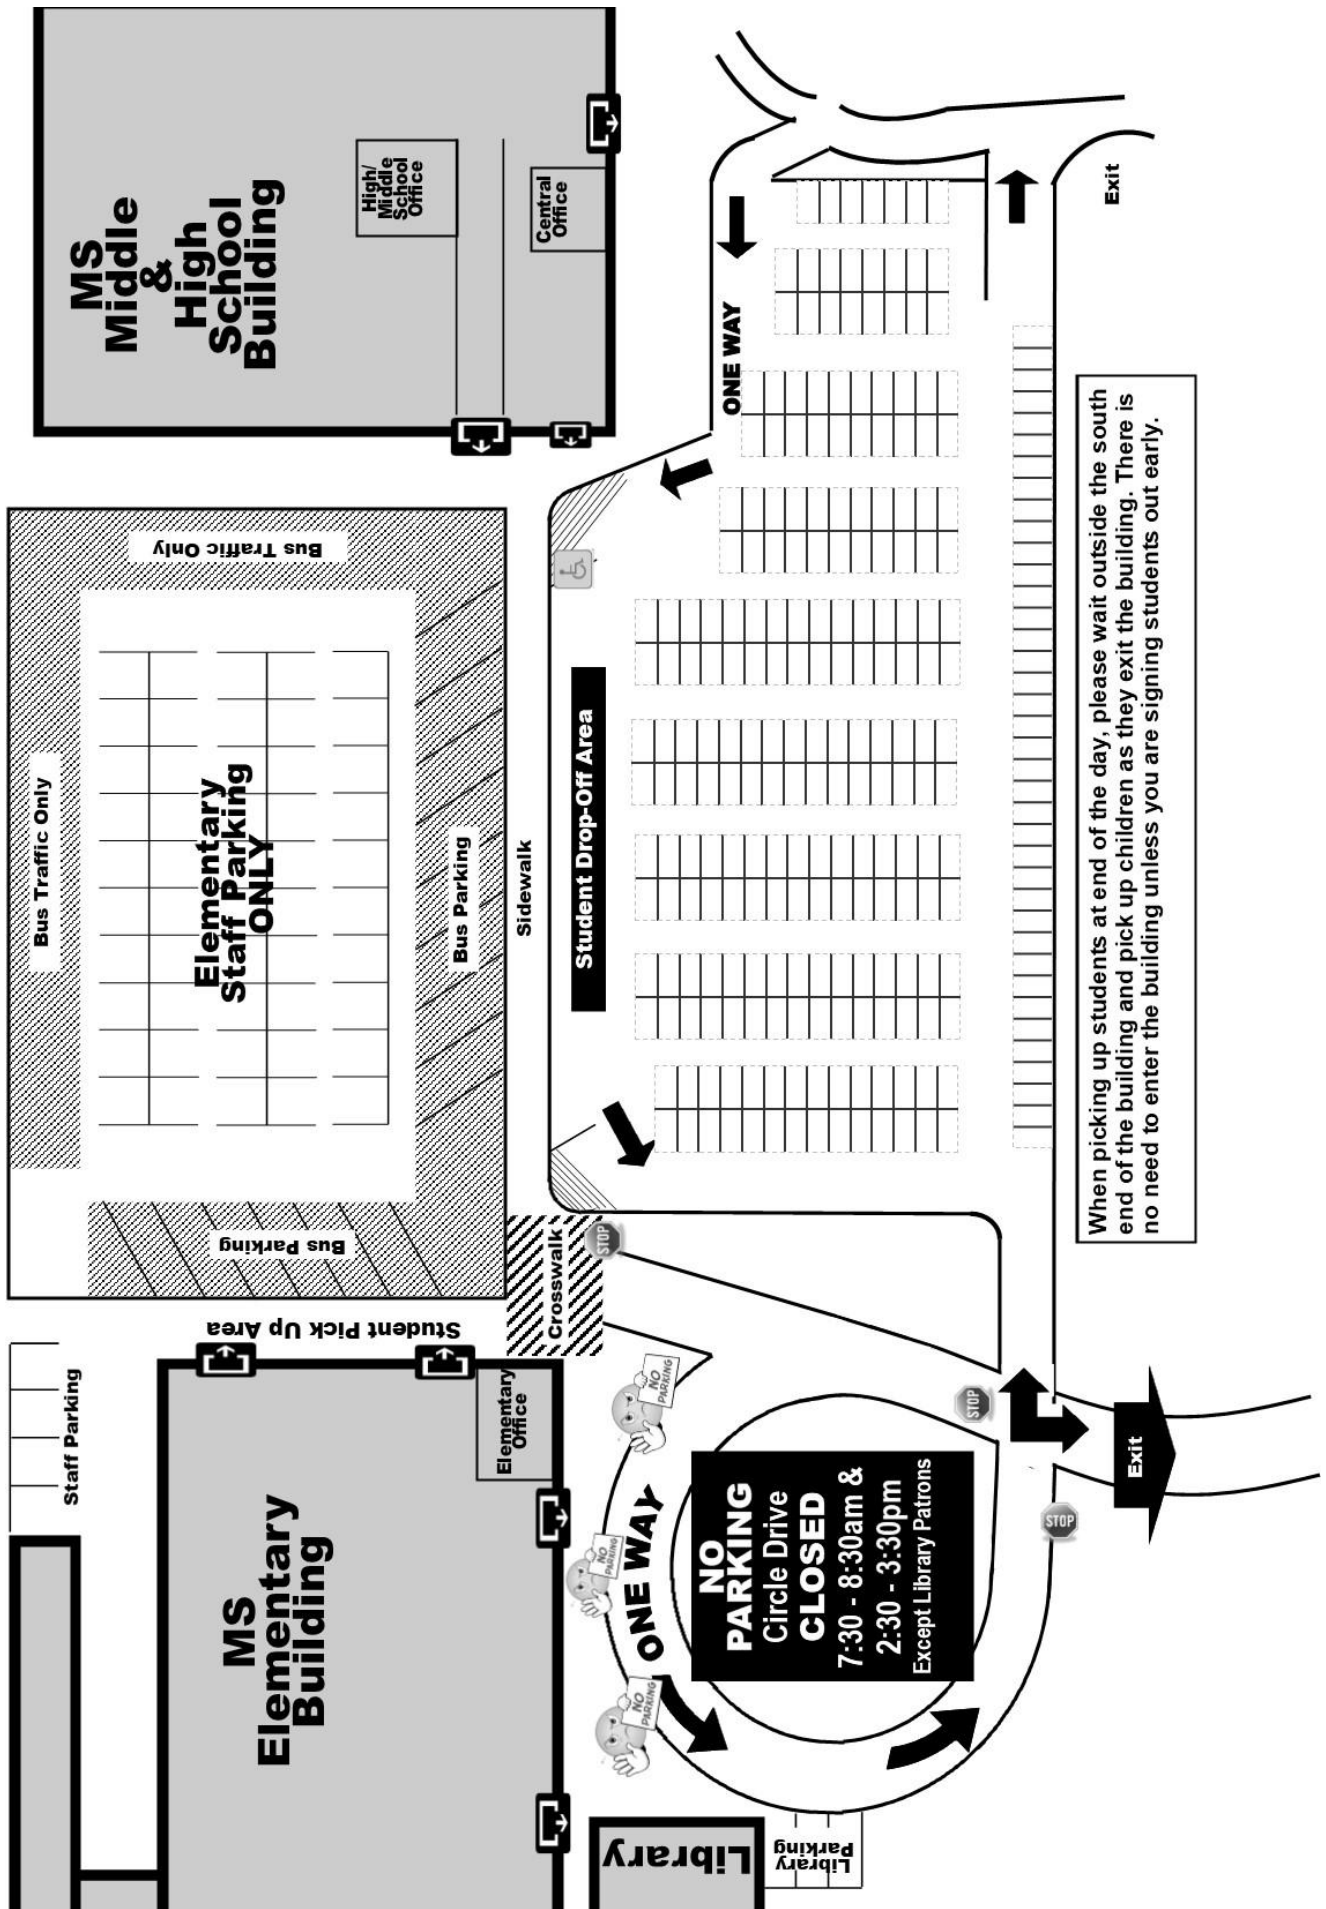 MS
Middle
&
High
School
Building
High/
Middle
School
Office
Central
Office
Exit
ONE WAY
Bus Traffic Only
Bus Traffic Only
Elementary
Staff Parking
ONLY
Bus Parking
Sidewalk
Student Drop-Off Area
When picking up students at end of the day, please wait outside the south
end of the building and pick up children as they exit the building. There is
no need to enter the building unless you are signing students out early.
Bus Parking
Crosswalk
STOP
Student Pick Up Area
Staff Parking
Elementary
Office
MS
Elementary
Building
NO
PARKING
NO
PARKING
NO
PARKING
ONE WAY
NO
PARKING
Circle Drive
CLOSED
7:30 - 8:30am &
2:30 - 3:30pm
Except Library Patrons
STOP
STOP
Exit
Library
Library
Parking